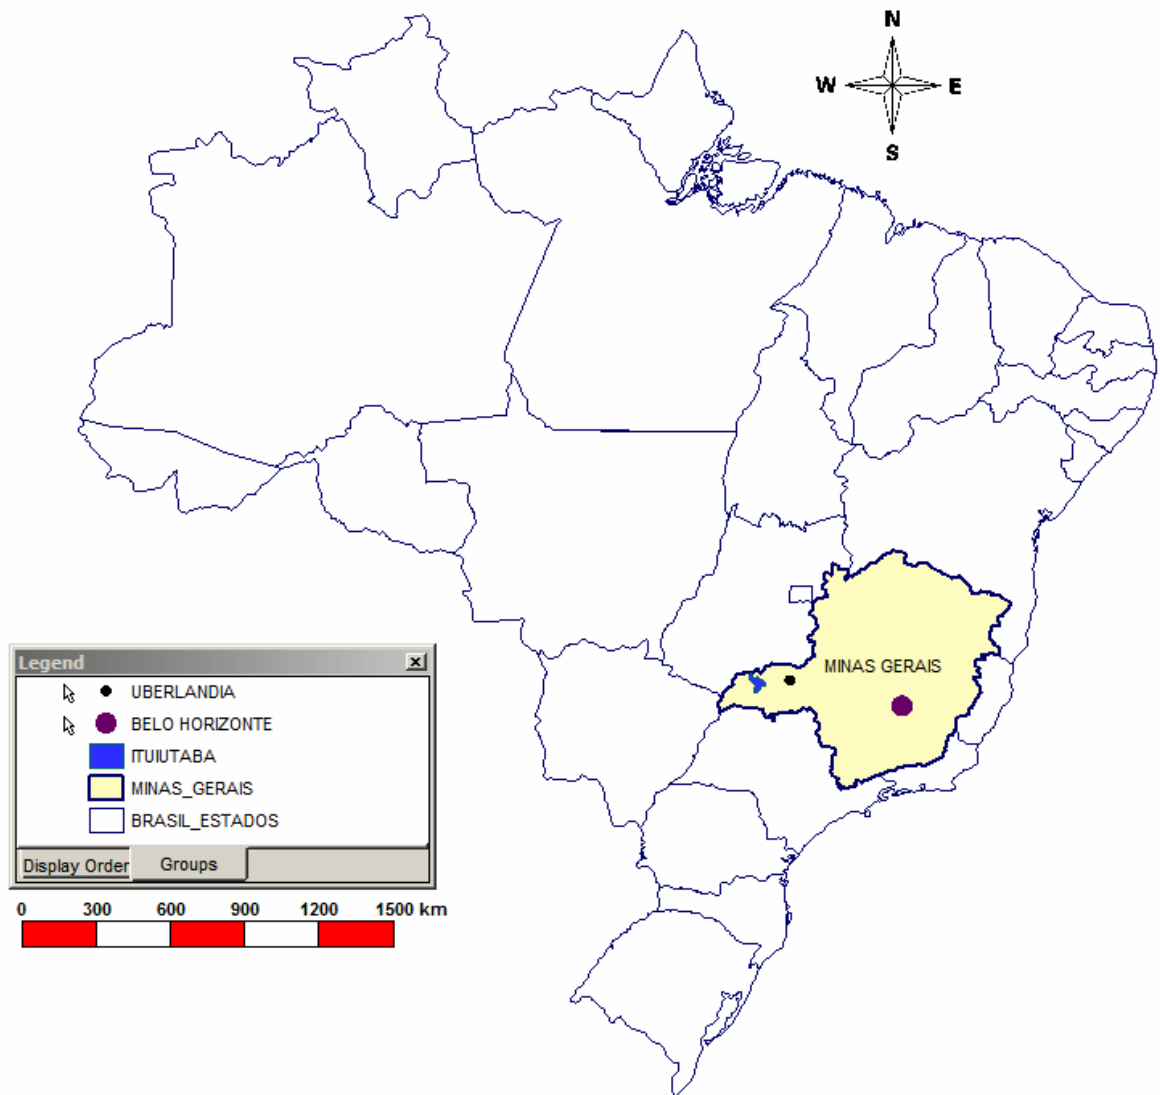 N
W E
S
MINAS GERAIS
Legend
UBERLANDIA
BELO HORIZONTE
ITUIUTABA
MINAS_GERAIS
BRASIL_ESTADOS
Display Order Groups
0 300 600 900 1200 1500 km